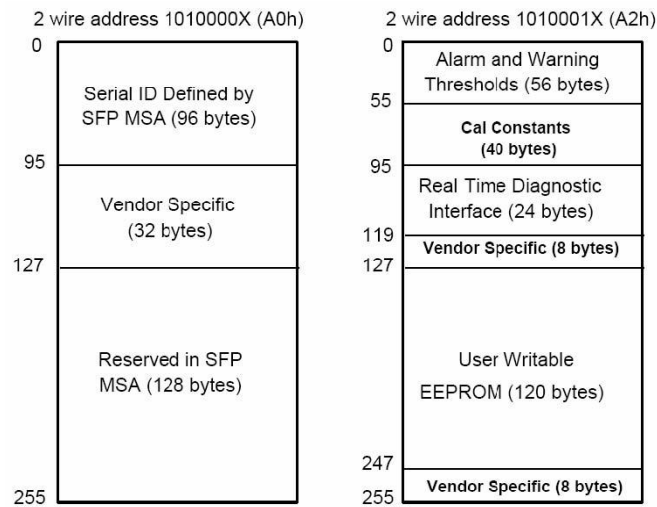 2 wire address 1010000X (A0h)
0
Serial ID Defined by
SFP MSA (96 bytes)
95
Vendor Specific
(32 bytes)
127
Reserved in SFP
MSA (128 bytes)
255
2 wire address 1010001X (A2h)
0
Alarm and Warning
Thresholds (56 bytes)
55
Cal Constants
(40 bytes)
95
Real Time Diagnostic
Interface (24 bytes)
119
Vendor Specific (8 bytes)
127
User Writable
EEPROM (120 bytes)
247
Vendor Specific (8 bytes)
255